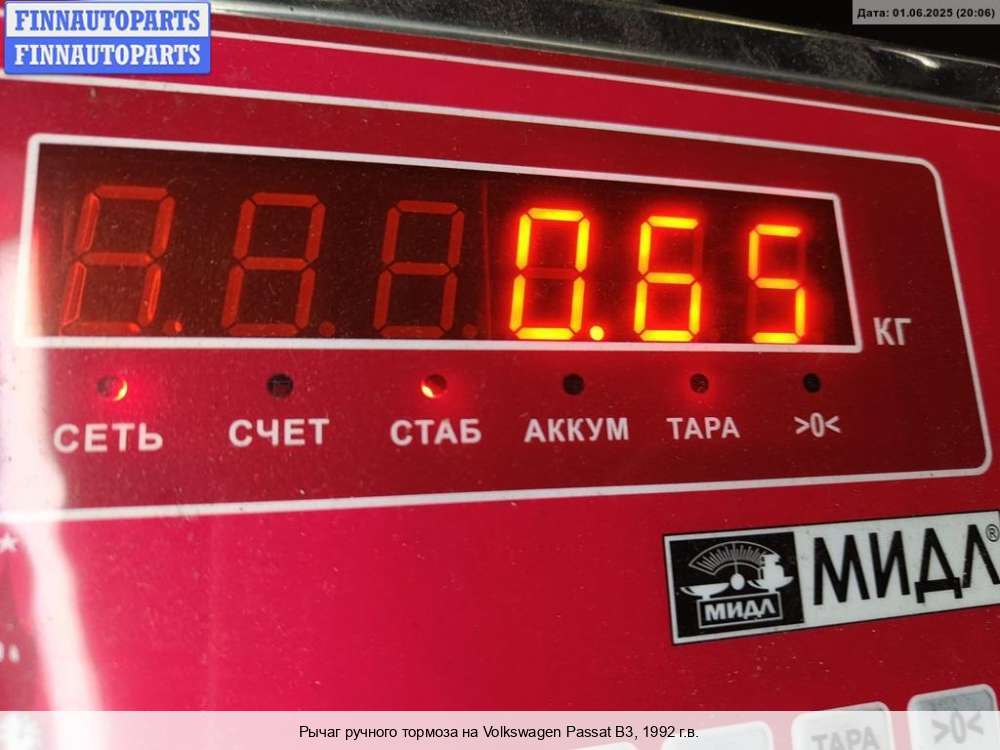 FINNAUTOPARTS
FINNAUTOPARTS
Дата: 01.06.2025 (20:06)
0.65
КГ
СЕТЬ СЧЕТ СТАБ АККУМ ТАРА >0<
МИДЛ МИДЛ®
ТАРА >0<
Рычаг ручного тормоза на Volkswagen Passat B3, 1992 г.в.